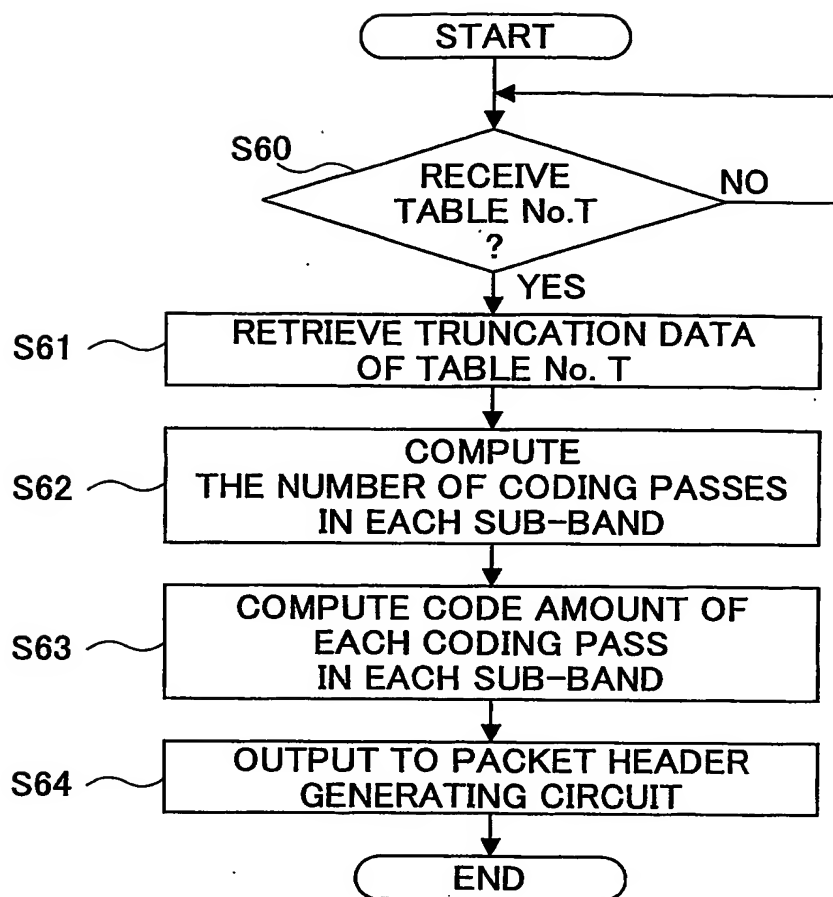 START
S60
RECEIVE
TABLE No.T
?
NO
YES
S61
RETRIEVE TRUNCATION DATA
OF TABLE No. T
S62
COMPUTE
THE NUMBER OF CODING PASSES
IN EACH SUB-BAND
S63
COMPUTE CODE AMOUNT OF
EACH CODING PASS
IN EACH SUB-BAND
S64
OUTPUT TO PACKET HEADER
GENERATING CIRCUIT
END